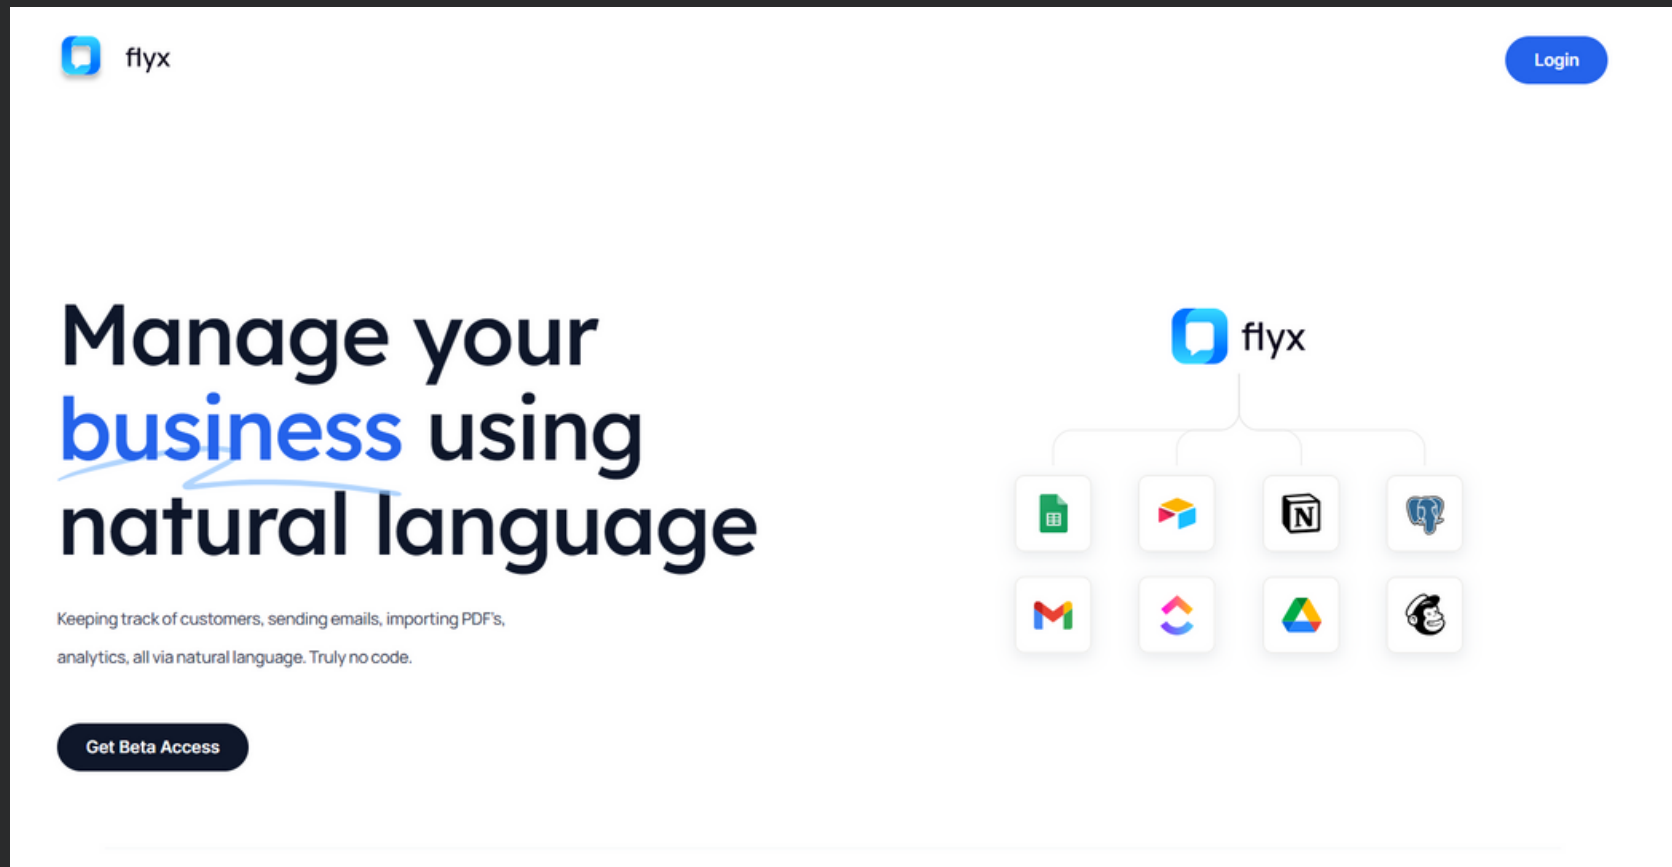 flyx
Login
Manage your
business using
natural language
Keeping track of customers, sending emails, importing PDF's,
analytics, all via natural language. Truly no code.
Get Beta Access
flyx
N